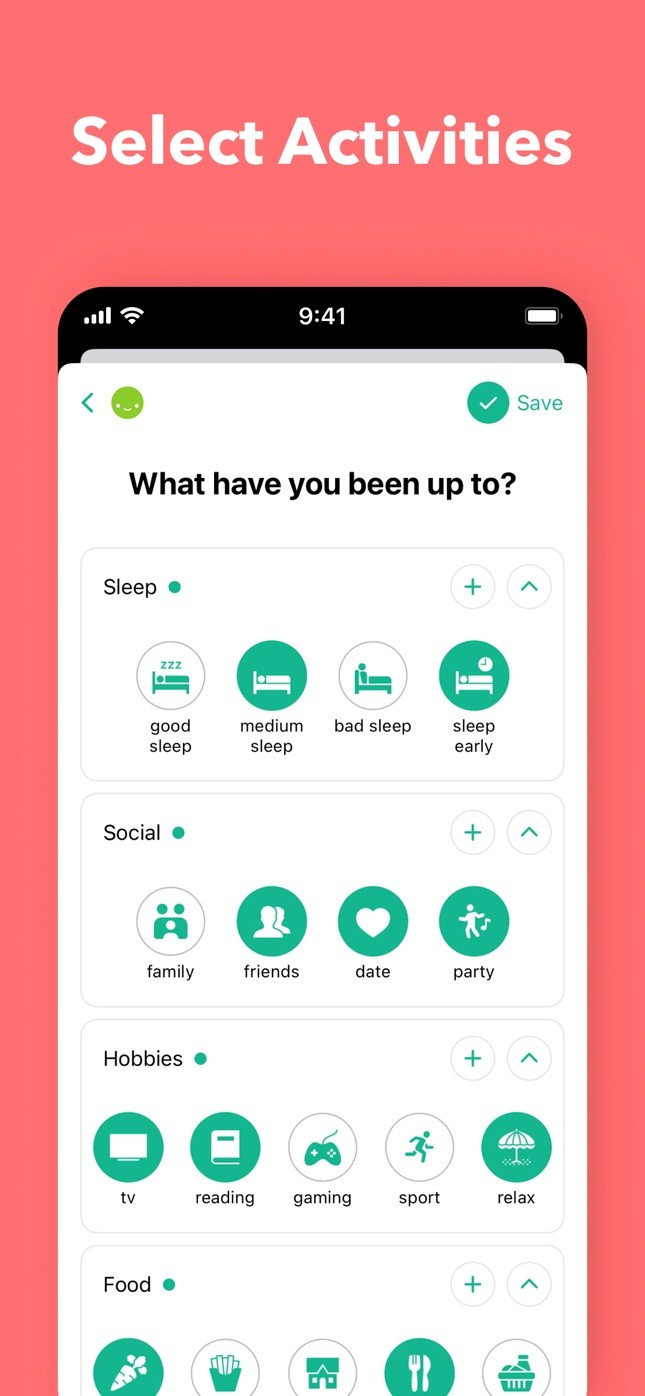 Select Activities
9:41
Save
What have you been up to?
Sleep
zzz
good
sleep
medium
sleep
bad sleep
sleep
early
Social
family
friends
date
party
Hobbies
tv
reading
gaming
sport
relax
Food